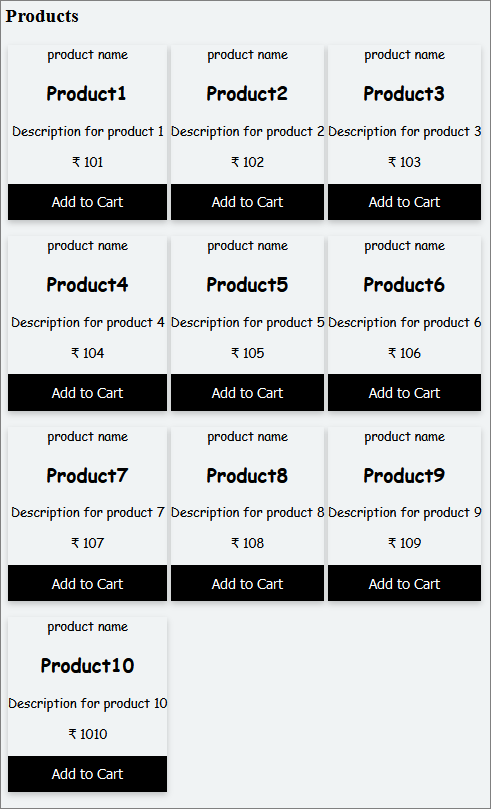 Products
product name
Product1
Description for product 1
₹ 101
Add to Cart
product name
Product2
Description for product 2
₹ 102
Add to Cart
product name
Product3
Description for product 3
₹ 103
Add to Cart
product name
Product4
Description for product 4
₹ 104
Add to Cart
product name
Product5
Description for product 5
₹ 105
Add to Cart
product name
Product6
Description for product 6
₹ 106
Add to Cart
product name
Product7
Description for product 7
₹ 107
Add to Cart
product name
Product8
Description for product 8
₹ 108
Add to Cart
product name
Product9
Description for product 9
₹ 109
Add to Cart
product name
Product10
Description for product 10
₹ 1010
Add to Cart